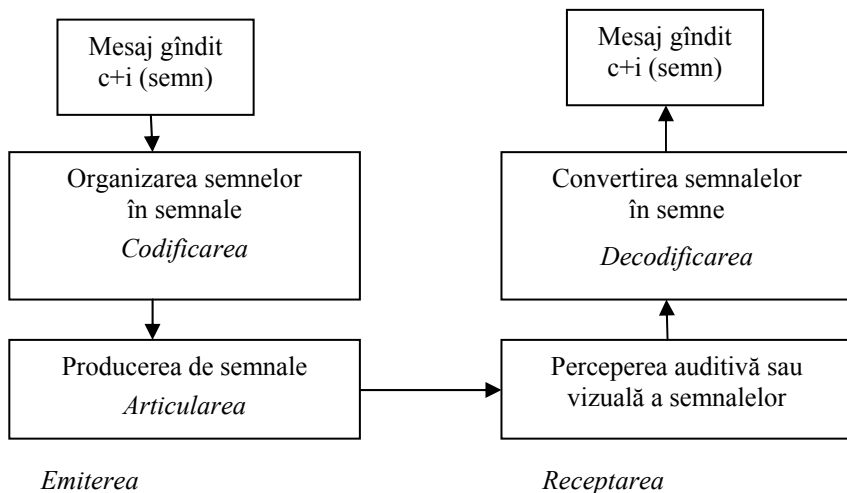 Mesaj gîndit
c+i (semn)
Organizarea semnelor
în semnale
Codificarea
Producerea de semnale
Articularea
Emiterea
Mesaj gîndit
c+i (semn)
Convertirea semnalelor
în semne
Decodificarea
Perceperea auditivă sau
vizuală a semnalelor
Receptarea